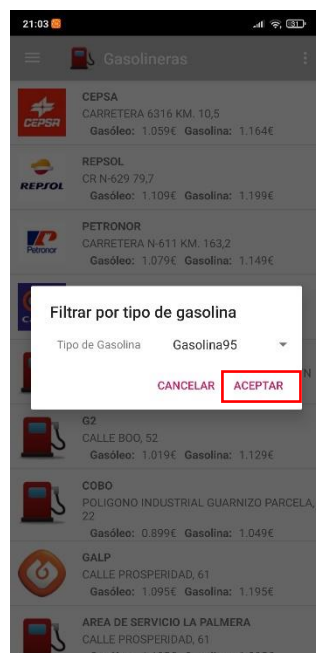 21:03
31
Gasolineras
CEPSA
CEPSA
CARRETERA 6316 KM. 10,5
Gasóleo: 1.059€ Gasolina: 1.164€
REPSOL
REPSOL
CR N-629 79,7
Gasóleo: 1.109€ Gasolina: 1.199€
Petronor
PETRONOR
CARRETERA N-611 KM. 163,2
Gasóleo: 1.079€ Gasolina: 1.149€
Filtrar por tipo de gasolina
Tipo de Gasolina Gasolina95
CANCELAR ACEPTAR
N
G2
CALLE BOO, 52
Gasóleo: 1.019€ Gasolina: 1.129€
COBO
POLIGONO INDUSTRIAL GUARNIZO PARCELA,
22
Gasóleo: 0.899€ Gasolina: 1.049€
GALP
CALLE PROSPERIDAD, 61
Gasóleo: 1.095€ Gasolina: 1.195€
AREA DE SERVICIO LA PALMERA
CALLE PROSPERIDAD, 61